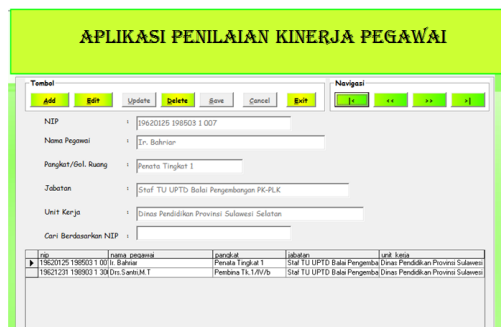 APLIKASI PENILAIAN KINERJA PEGAWAI
Tombol
Navigasi
Add Edit Update Delete Save Cancel Exit |< << >> >|
NIP : 19620125 198503 1 007
Nama Pegawai : Ir. Bahriar
Pangkat/Gol. Ruang : Penata Tingkat 1
Jabatan : Staf TU UPTD Balai Pengembangan PK-PLK
Unit Kerja : Dinas Pendidikan Provinsi Sulawesi Selatan
Cari Berdasarkan NIP :
nip nama_pegawai pangkat jabatan unit_kerja
19620125 198503 1 00 Ir. Bahriar Penata Tingkat 1 Staf TU UPTD Balai Pengemba Dinas Pendidikan Provinsi Sulawesi
19621231 198903 1 30 Drs.Santri,M.T Pembina Tk.1/IV/b Staf TU UPTD Balai Pengemba Dinas Pendidikan Provinsi Sulawesi